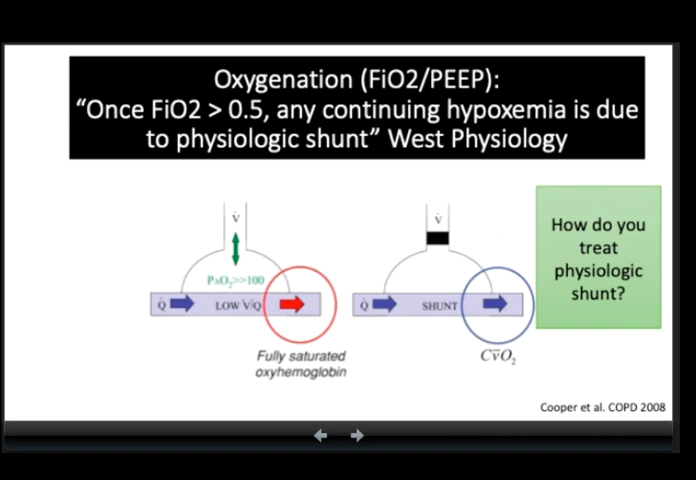 Oxygenation (FiO2/PEEP):
“Once FiO2 > 0.5, any continuing hypoxemia is due
to physiologic shunt” West Physiology
V̇
V̇
PAO₂>>100
Q̇
LOW V̇/Q̇
Q̇
SHUNT
Fully saturated
oxyhemoglobin
Cv̄O₂
How do you
treat
physiologic
shunt?
Cooper et al. COPD 2008